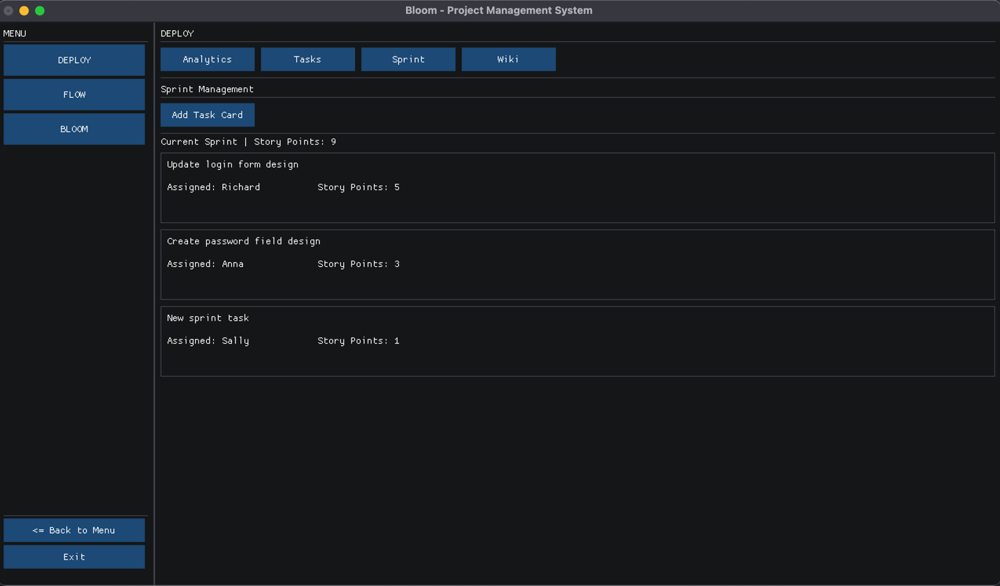 Bloom - Project Management System
MENU
DEPLOY
FLOW
BLOOM
<= Back to Menu
Exit
DEPLOY
Analytics Tasks Sprint Wiki
Sprint Management
Add Task Card
Current Sprint | Story Points: 9
Update login form design
Assigned: Richard Story Points: 5
Create password field design
Assigned: Anna Story Points: 3
New sprint task
Assigned: Sally Story Points: 1